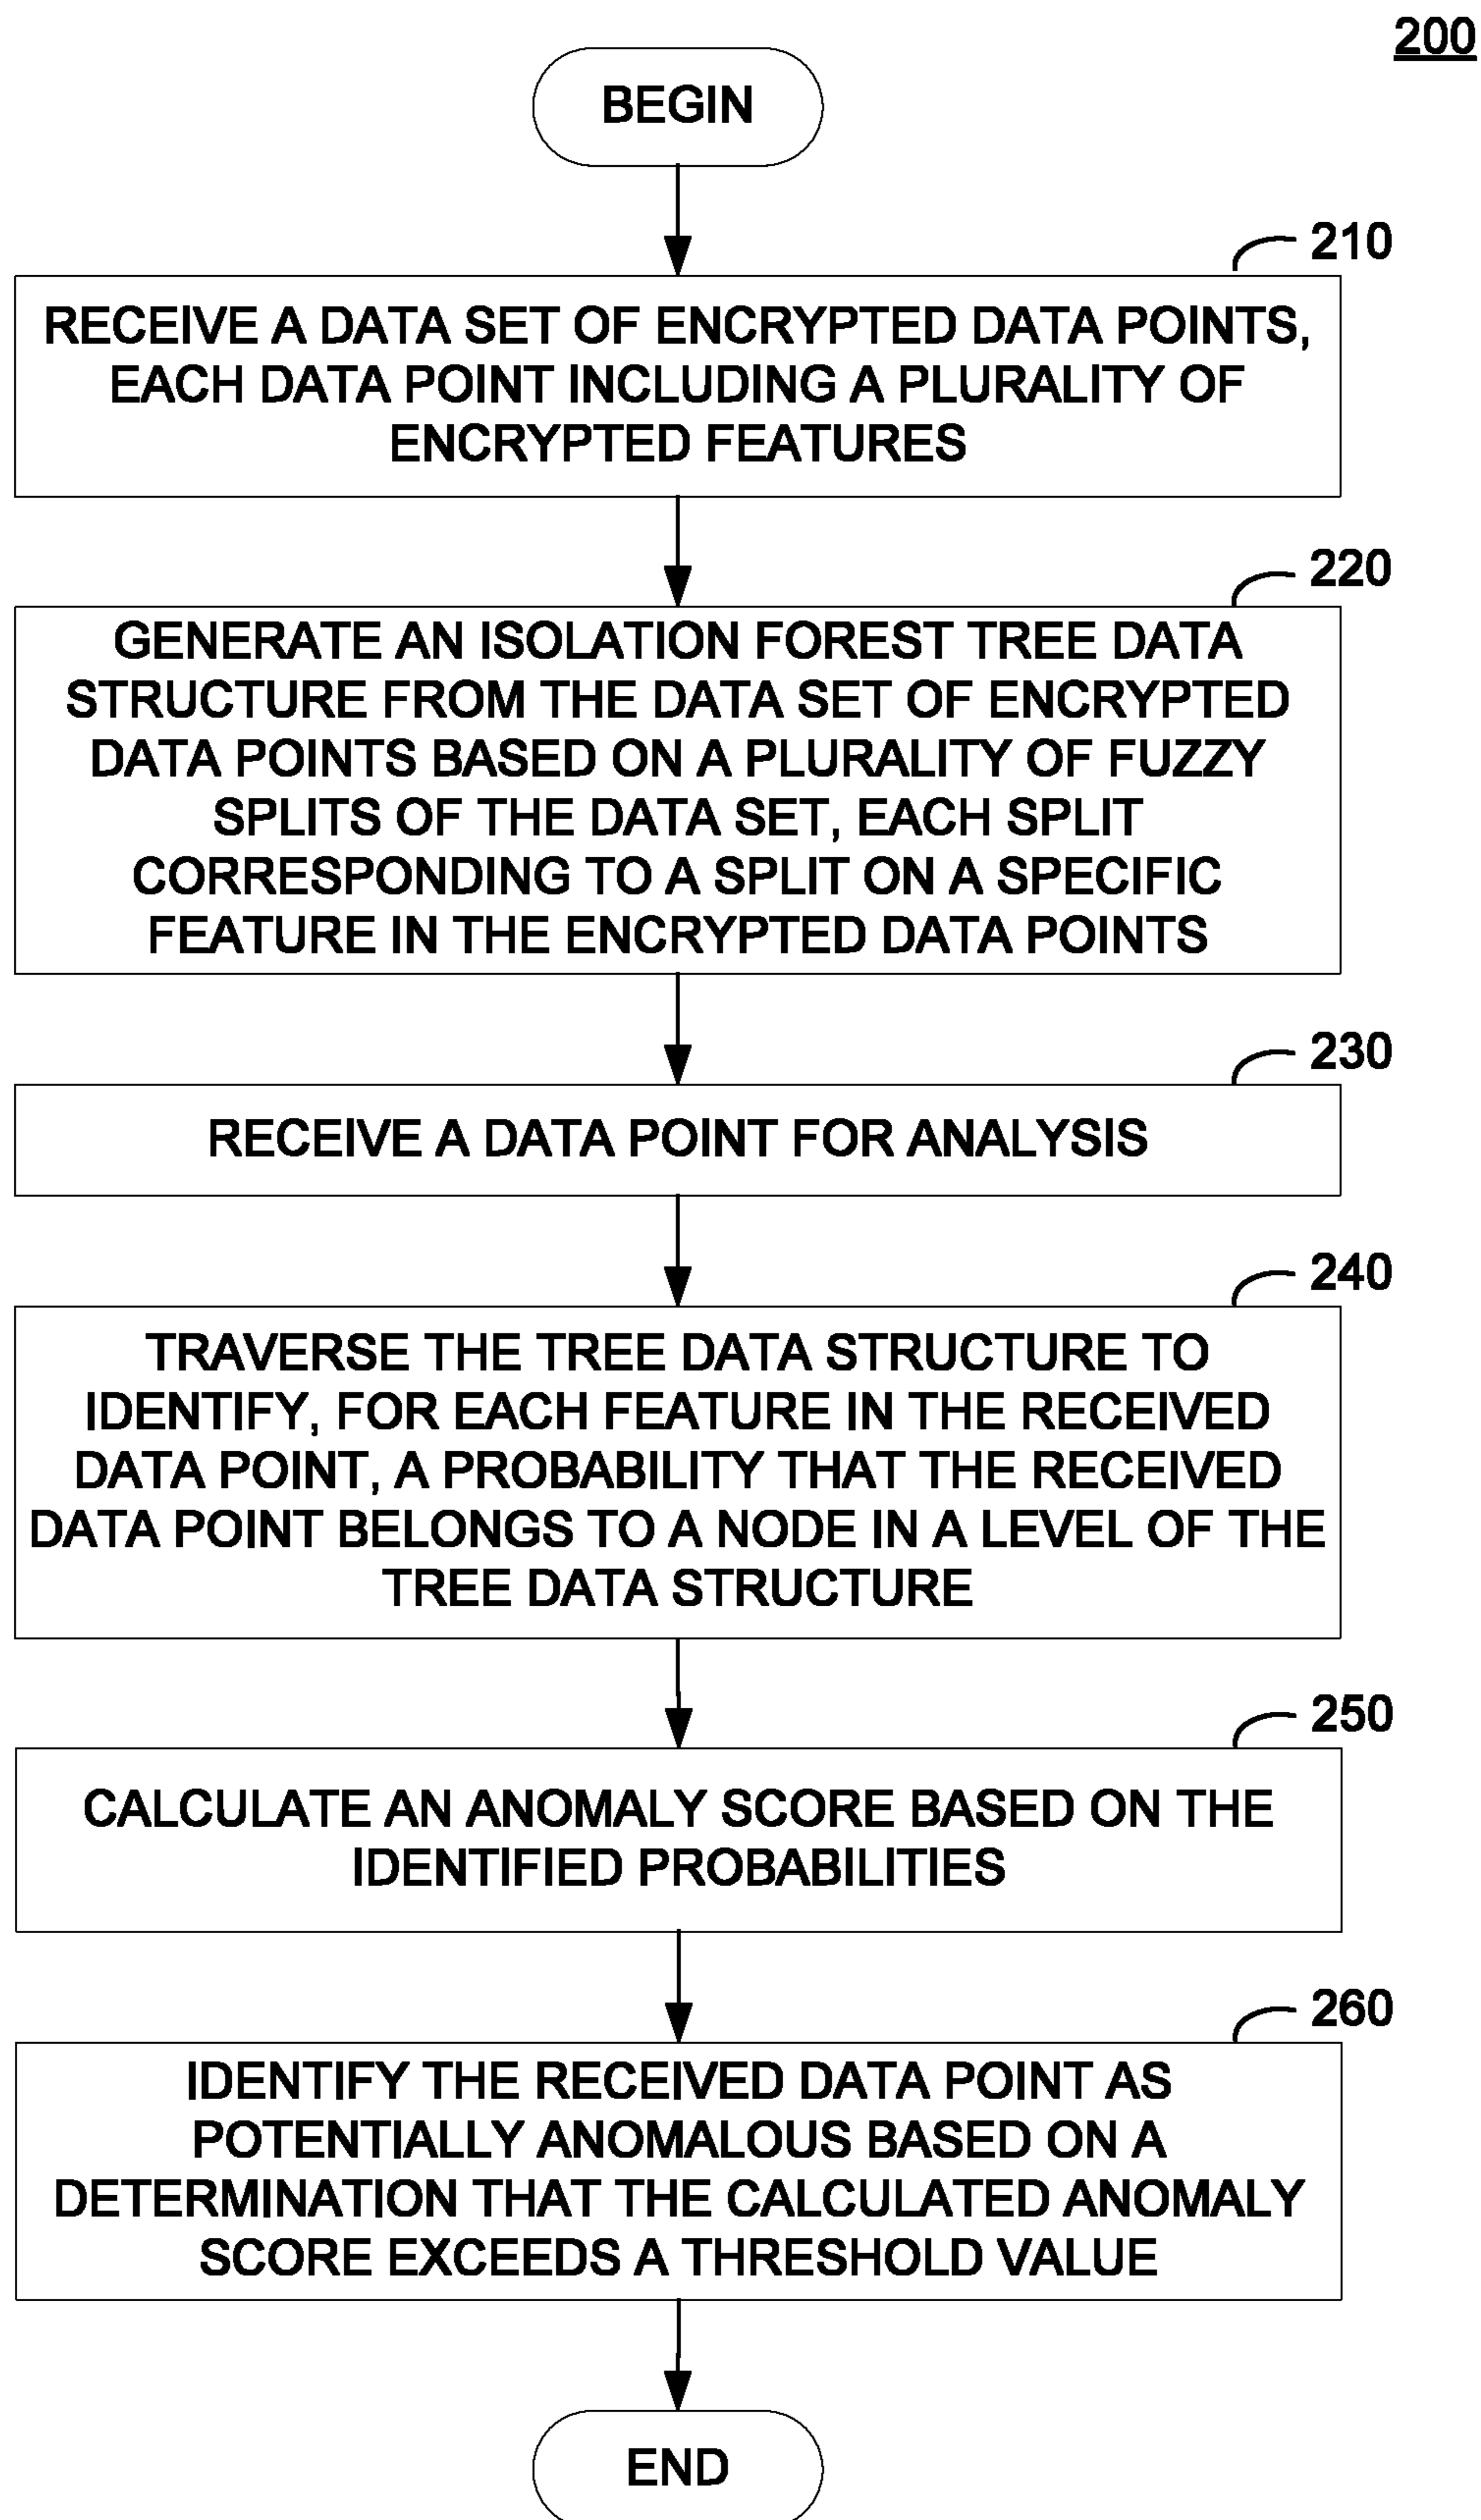 200
BEGIN
210
RECEIVE A DATA SET OF ENCRYPTED DATA POINTS,
EACH DATA POINT INCLUDING A PLURALITY OF
ENCRYPTED FEATURES
220
GENERATE AN ISOLATION FOREST TREE DATA
STRUCTURE FROM THE DATA SET OF ENCRYPTED
DATA POINTS BASED ON A PLURALITY OF FUZZY
SPLITS OF THE DATA SET, EACH SPLIT
CORRESPONDING TO A SPLIT ON A SPECIFIC
FEATURE IN THE ENCRYPTED DATA POINTS
230
RECEIVE A DATA POINT FOR ANALYSIS
240
TRAVERSE THE TREE DATA STRUCTURE TO
IDENTIFY, FOR EACH FEATURE IN THE RECEIVED
DATA POINT, A PROBABILITY THAT THE RECEIVED
DATA POINT BELONGS TO A NODE IN A LEVEL OF THE
TREE DATA STRUCTURE
250
CALCULATE AN ANOMALY SCORE BASED ON THE
IDENTIFIED PROBABILITIES
260
IDENTIFY THE RECEIVED DATA POINT AS
POTENTIALLY ANOMALOUS BASED ON A
DETERMINATION THAT THE CALCULATED ANOMALY
SCORE EXCEEDS A THRESHOLD VALUE
END